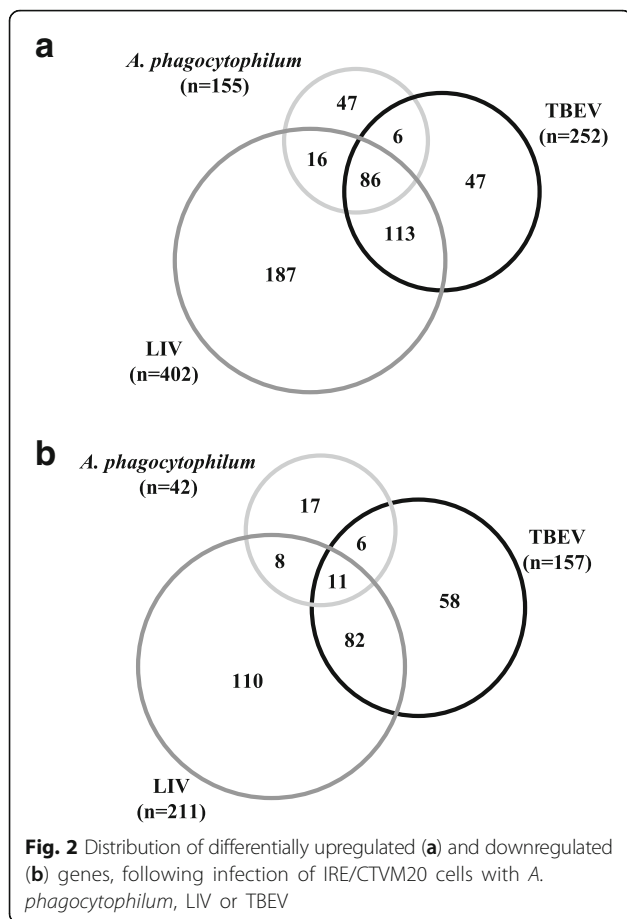 a
A. phagocytophilum
(n=155)
47
TBEV
(n=252)
6
16
86
47
113
187
LIV
(n=402)
b
A. phagocytophilum
(n=42)
17
TBEV
(n=157)
6
8
11
58
82
110
LIV
(n=211)
Fig. 2 Distribution of differentially upregulated (a) and downregulated
(b) genes, following infection of IRE/CTVM20 cells with A.
phagocytophilum, LIV or TBEV